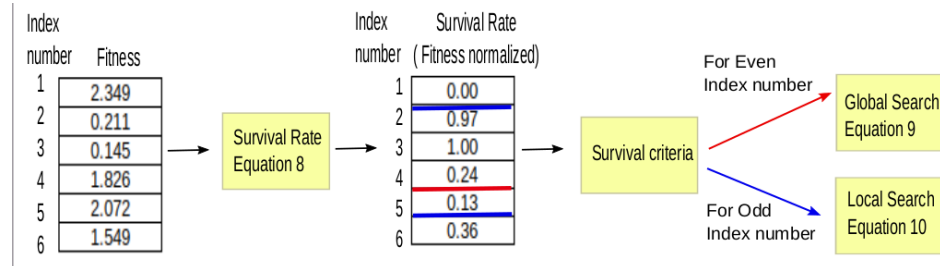 Index
number Fitness
1 2.349
2 0.211
3 0.145
4 1.826
5 2.072
6 1.549
Survival Rate
Equation 8
Index Survival Rate
number ( Fitness normalized)
1 0.00
2 0.97
3 1.00
4 0.24
5 0.13
6 0.36
Survival criteria
For Even
Index number
Global Search
Equation 9
For Odd
Index number
Local Search
Equation 10